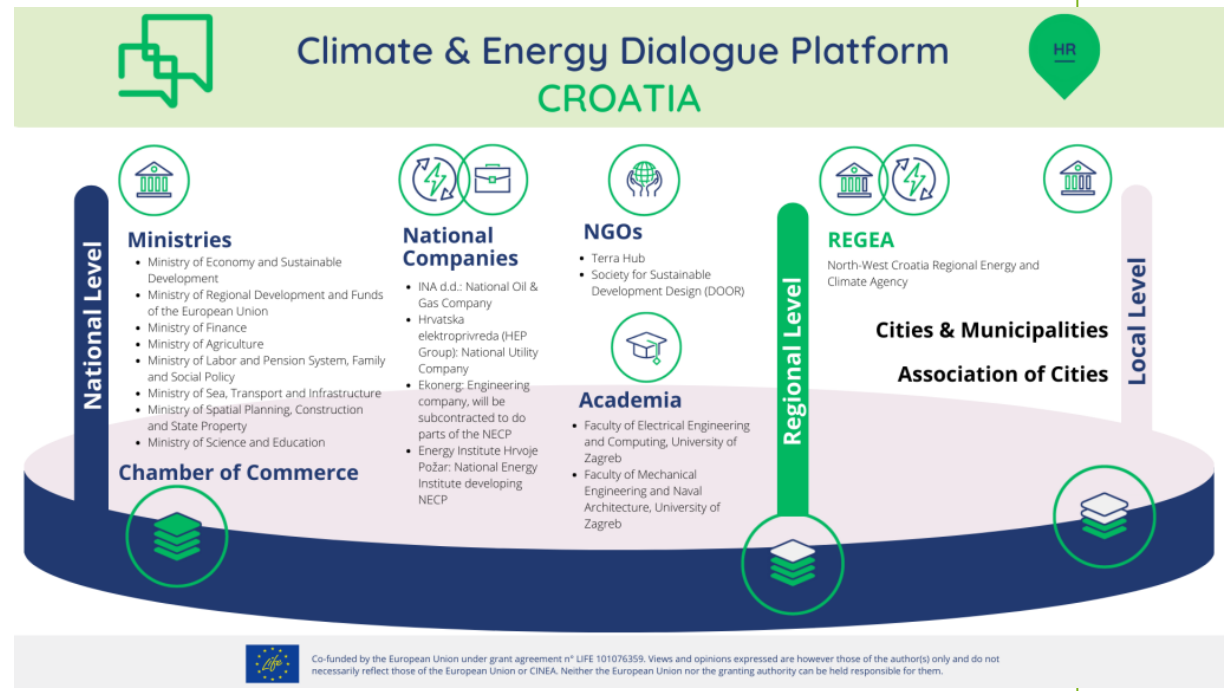 Climate & Energy Dialogue Platform
CROATIA
HR
National Level
Ministries
• Ministry of Economy and Sustainable
Development
• Ministry of Regional Development and Funds
of the European Union
• Ministry of Finance
• Ministry of Agriculture
• Ministry of Labor and Pension System, Family
and Social Policy
• Ministry of Sea, Transport and Infrastructure
• Ministry of Spatial Planning, Construction
and State Property
• Ministry of Science and Education
Chamber of Commerce
National
Companies
• INA d.d.: National Oil &
Gas Company
• Hrvatska
elektroprivreda (HEP
Group): National Utility
Company
• Ekonerg: Engineering
company, will be
subcontracted to do
parts of the NECP
• Energy Institute Hrvoje
Požar: National Energy
Institute developing
NECP
NGOs
• Terra Hub
• Society for Sustainable
Development Design (DOOR)
Academia
• Faculty of Electrical Engineering
and Computing, University of
Zagreb
• Faculty of Mechanical
Engineering and Naval
Architecture, University of
Zagreb
Regional Level
REGEA
North-West Croatia Regional Energy and
Climate Agency
Cities & Municipalities
Association of Cities
Local Level
Life
Co-funded by the European Union under grant agreement n° LIFE 101076359. Views and opinions expressed are however those of the author(s) only and do not
necessarily reflect those of the European Union or CINEA. Neither the European Union nor the granting authority can be held responsible for them.